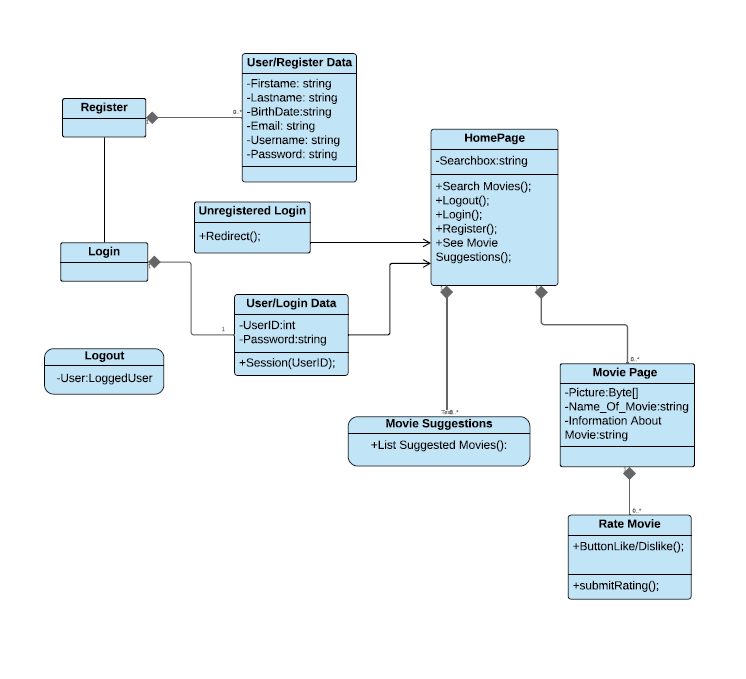 User/Register Data
-Firstame: string
-Lastname: string
-BirthDate:string
-Email: string
-Username: string
-Password: string
Register
0..*
HomePage
-Searchbox:string
+Search Movies();
+Logout();
+Login();
+Register();
+See Movie
Suggestions();
Unregistered Login
+Redirect();
Login
1
User/Login Data
-UserID:int
-Password:string
+Session(UserID);
Logout
-User:LoggedUser
0..*
Movie Page
-Picture:Byte[]
-Name_Of_Movie:string
-Information About
Movie:string
Movie Suggestions
+List Suggested Movies():
0..*
Rate Movie
+ButtonLike/Dislike();
+submitRating();